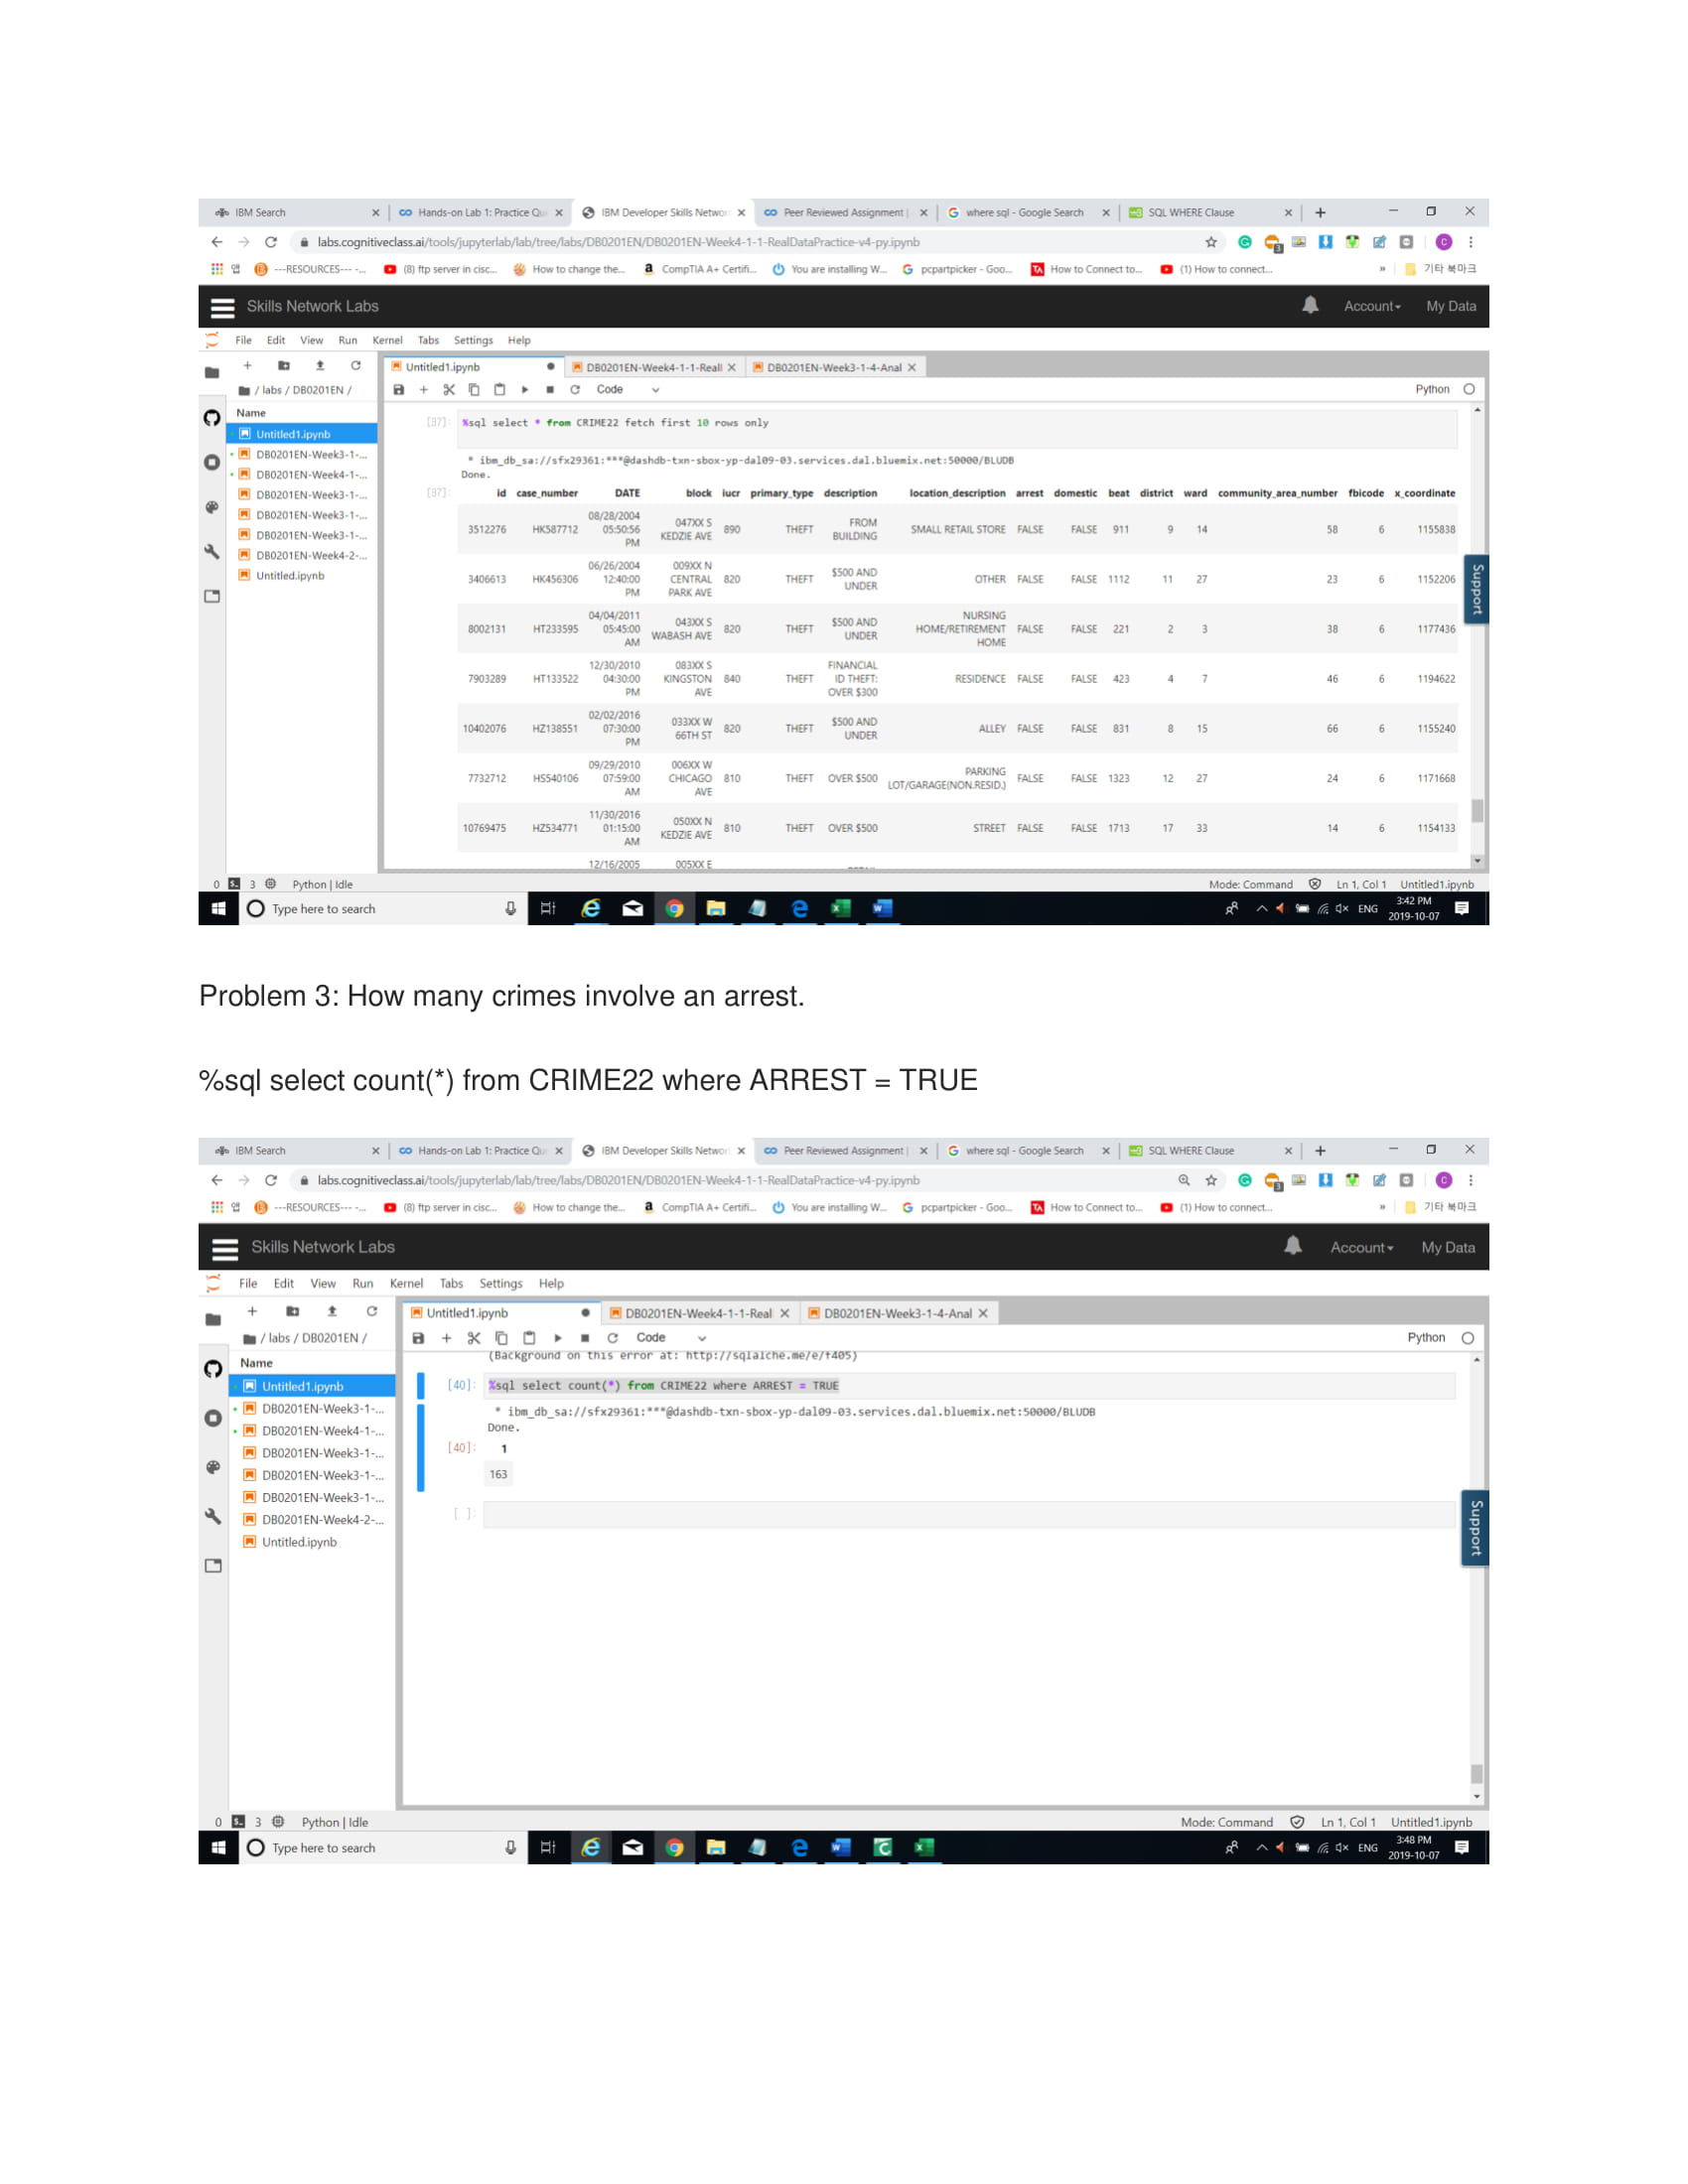 IBM Search
Hands-on Lab 1: Practice Qu
IBM Developer Skills Networ
Peer Reviewed Assignment |
where sql - Google Search
SQL WHERE Clause
labs.cognitiveclass.ai/tools/jupyterlab/lab/tree/labs/DB0201EN/DB0201EN-Week4-1-1-RealDataPractice-v4-py.ipynb
앱 ---RESOURCES--- -... (8) ftp server in cisc... How to change the... CompTIA A+ Certifi... You are installing W... pcpartpicker - Goo... How to Connect to... (1) How to connect... » 기타 북마크
Skills Network Labs Account My Data
File Edit View Run Kernel Tabs Settings Help
Untitled1.ipynb DB0201EN-Week4-1-1-Reall DB0201EN-Week3-1-4-Anal
/ labs / DB0201EN / Code Python
Name
Untitled1.ipynb
DB0201EN-Week3-1-...
DB0201EN-Week4-1-...
DB0201EN-Week3-1-...
DB0201EN-Week3-1-...
DB0201EN-Week3-1-...
DB0201EN-Week4-2-...
Untitled.ipynb
[37]: %sql select * from CRIME22 fetch first 10 rows only
* ibm_db_sa://sfx29361:***@dashdb-txn-sbox-yp-dal09-03.services.dal.bluemix.net:50000/BLUDB
Done.
[37]: id case_number DATE block iucr primary_type description location_description arrest domestic beat district ward community_area_number fbicode x_coordinate
3512276 HK587712 08/28/2004 05:50:56 PM 047XX S KEDZIE AVE 890 THEFT FROM BUILDING SMALL RETAIL STORE FALSE FALSE 911 9 14 58 6 1155838
3406613 HK456306 06/26/2004 12:40:00 PM 009XX N CENTRAL PARK AVE 820 THEFT $500 AND UNDER OTHER FALSE FALSE 1112 11 27 23 6 1152206
8002131 HT233595 04/04/2011 05:45:00 AM 043XX S WABASH AVE 820 THEFT $500 AND UNDER NURSING HOME/RETIREMENT HOME FALSE FALSE 221 2 3 38 6 1177436
7903289 HT133522 12/30/2010 04:30:00 PM 083XX S KINGSTON AVE 840 THEFT FINANCIAL ID THEFT: OVER $300 RESIDENCE FALSE FALSE 423 4 7 46 6 1194622
10402076 HZ138551 02/02/2016 07:30:00 PM 033XX W 66TH ST 820 THEFT $500 AND UNDER ALLEY FALSE FALSE 831 8 15 66 6 1155240
7732712 HS540106 09/29/2010 07:59:00 AM 006XX W CHICAGO AVE 810 THEFT OVER $500 PARKING LOT/GARAGE(NON.RESID.) FALSE FALSE 1323 12 27 24 6 1171668
10769475 HZ534771 11/30/2016 01:15:00 AM 050XX N KEDZIE AVE 810 THEFT OVER $500 STREET FALSE FALSE 1713 17 33 14 6 1154133
12/16/2005 005XX E
Support
0 3 Python | Idle Mode: Command Ln 1, Col 1 Untitled1.ipynb
Type here to search ENG 3:42 PM
2019-10-07
Problem 3: How many crimes involve an arrest.
%sql select count(*) from CRIME22 where ARREST = TRUE
IBM Search
Hands-on Lab 1: Practice Qu
IBM Developer Skills Networ
Peer Reviewed Assignment |
where sql - Google Search
SQL WHERE Clause
labs.cognitiveclass.ai/tools/jupyterlab/lab/tree/labs/DB0201EN/DB0201EN-Week4-1-1-RealDataPractice-v4-py.ipynb
앱 ---RESOURCES--- -... (8) ftp server in cisc... How to change the... CompTIA A+ Certifi... You are installing W... pcpartpicker - Goo... How to Connect to... (1) How to connect... » 기타 북마크
Skills Network Labs Account My Data
File Edit View Run Kernel Tabs Settings Help
Untitled1.ipynb DB0201EN-Week4-1-1-Real DB0201EN-Week3-1-4-Anal
/ labs / DB0201EN / Code Python
Name
Untitled1.ipynb
DB0201EN-Week3-1-...
DB0201EN-Week4-1-...
DB0201EN-Week3-1-...
DB0201EN-Week3-1-...
DB0201EN-Week3-1-...
DB0201EN-Week4-2-...
Untitled.ipynb
(Background on this error at: http://sqlalche.me/e/f405)
[40]: %sql select count(*) from CRIME22 where ARREST = TRUE
* ibm_db_sa://sfx29361:***@dashdb-txn-sbox-yp-dal09-03.services.dal.bluemix.net:50000/BLUDB
Done.
[40]: 1
163
[ ]:
Support
0 3 Python | Idle Mode: Command Ln 1, Col 1 Untitled1.ipynb
Type here to search ENG 3:48 PM
2019-10-07